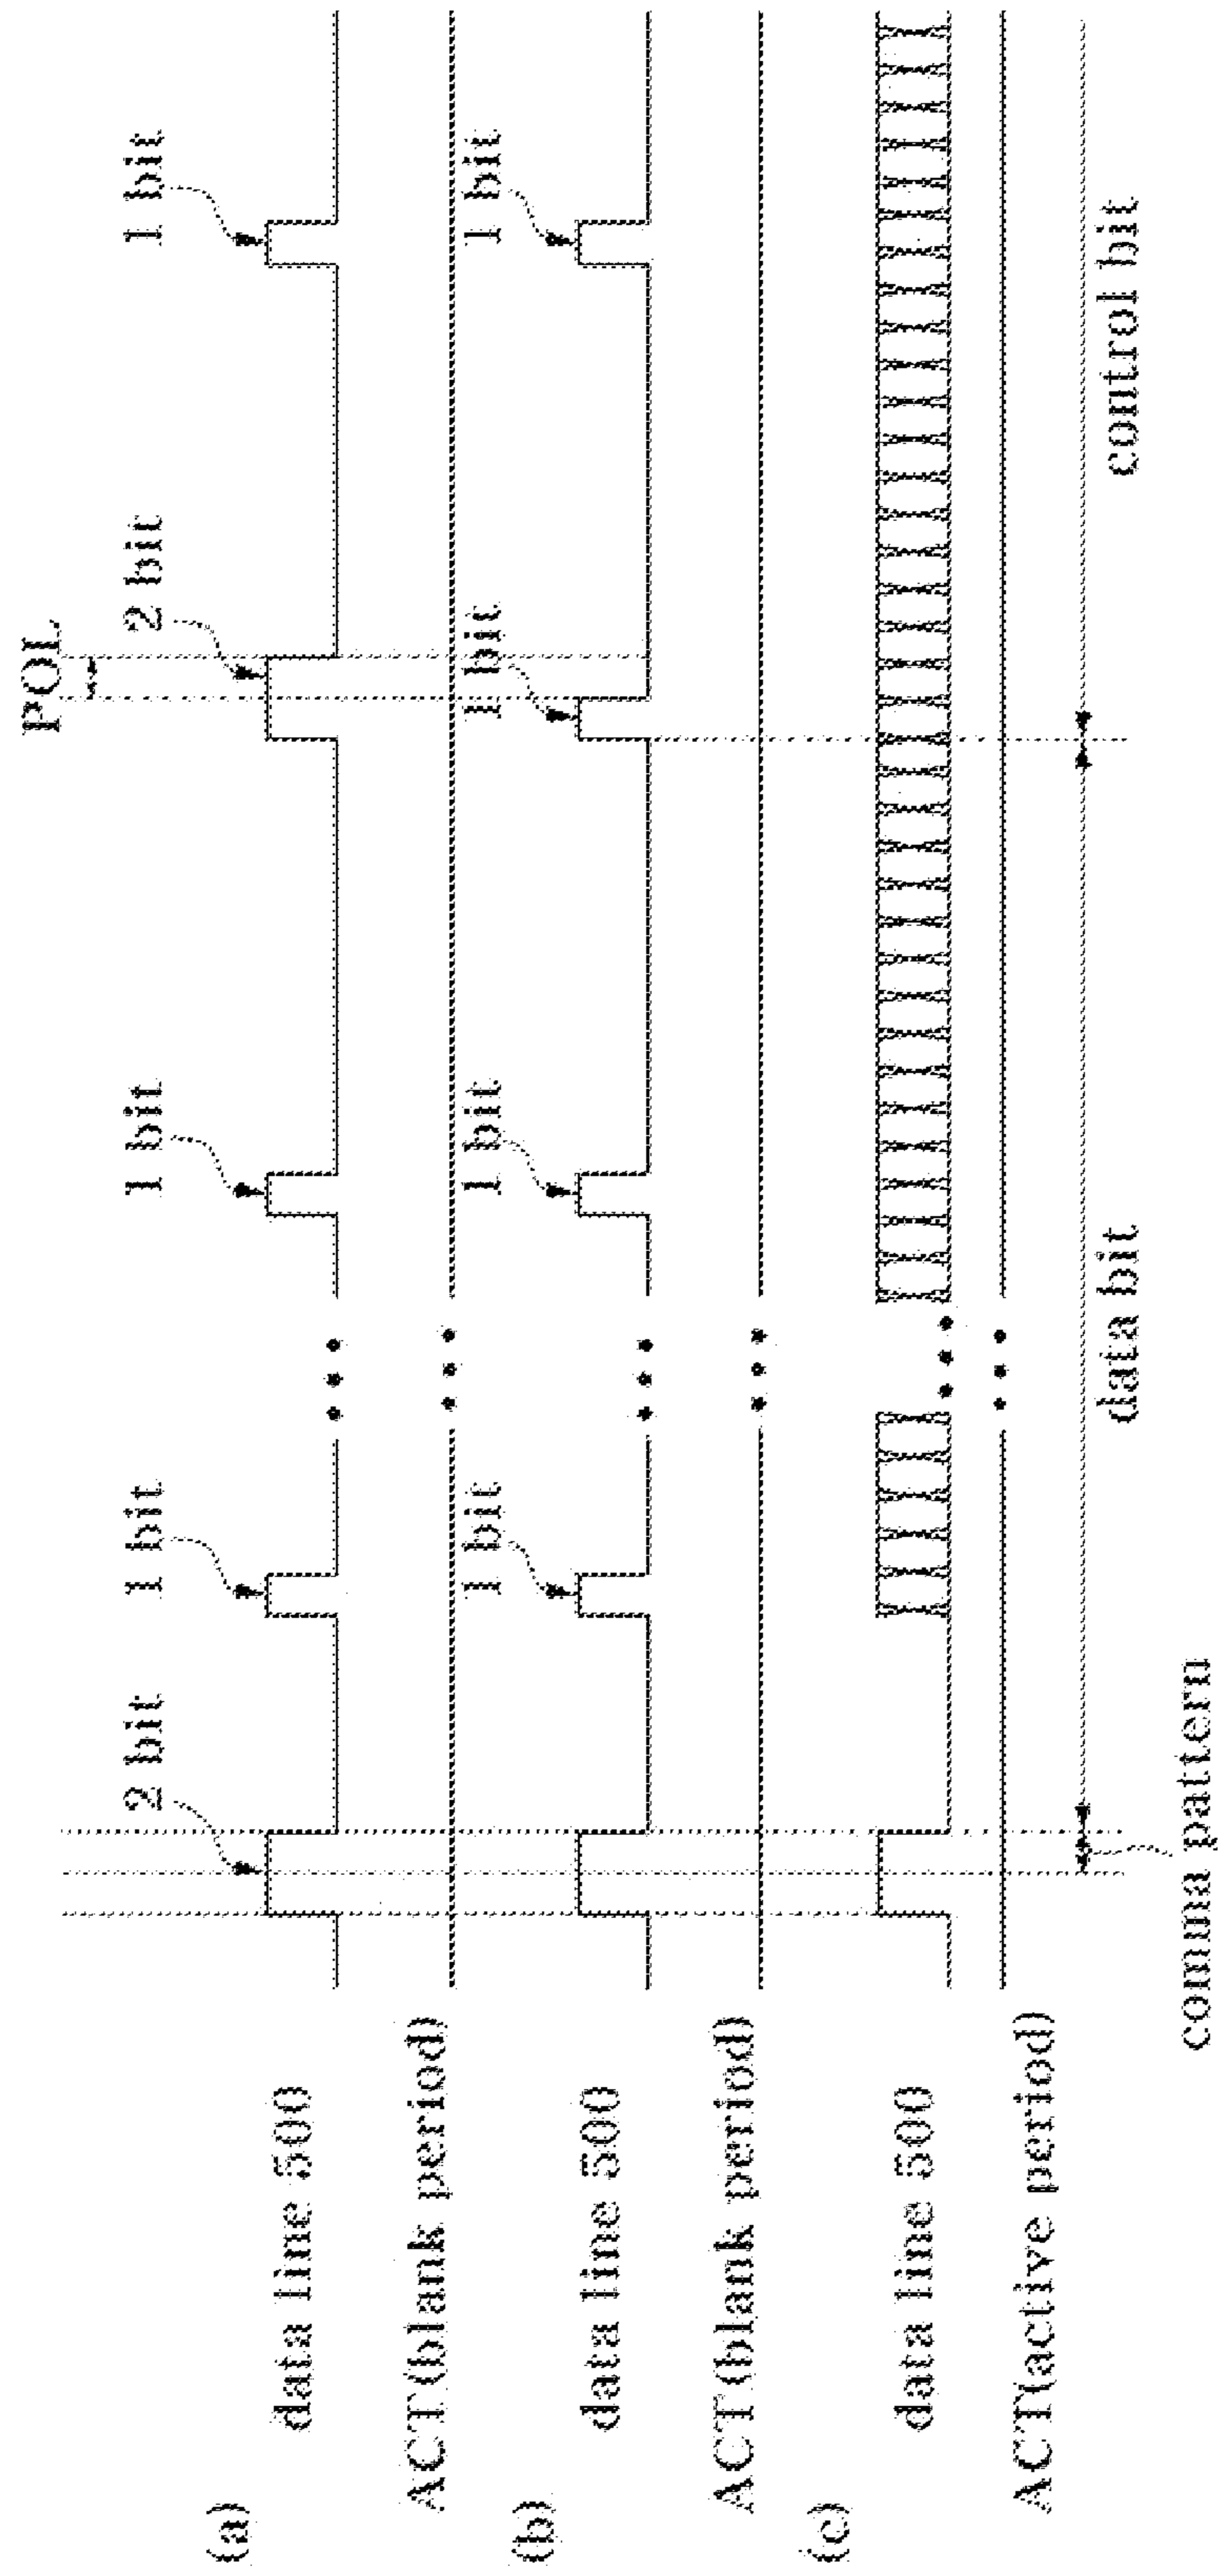 POL
2 bit
1 bit
1 bit
2 bit
1 bit
(a)
data line 500
ACT(blank period)
1 bit
1 bit
1 bit
1 bit
(b)
data line 500
ACT(blank period)
(c)
data line 500
ACT(active period)
comma pattern
data bit
control bit